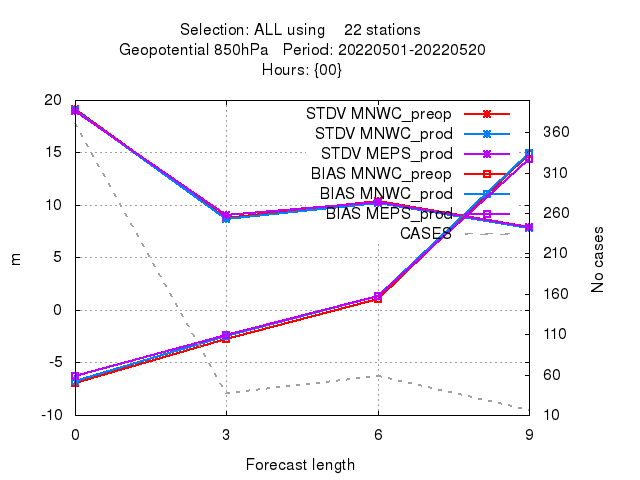 Selection: ALL using 22 stations
Geopotential 850hPa Period: 20220501-20220520
Hours: {00}
20
15
10
5
0
-5
-10
m
STDV MNWC_preop
STDV MNWC_prod
STDV MEPS_prod
BIAS MNWC_preop
BIAS MNWC_prod
BIAS MEPS_prod
CASES
360
310
260
210
160
110
60
10
No cases
0 3 6 9
Forecast length